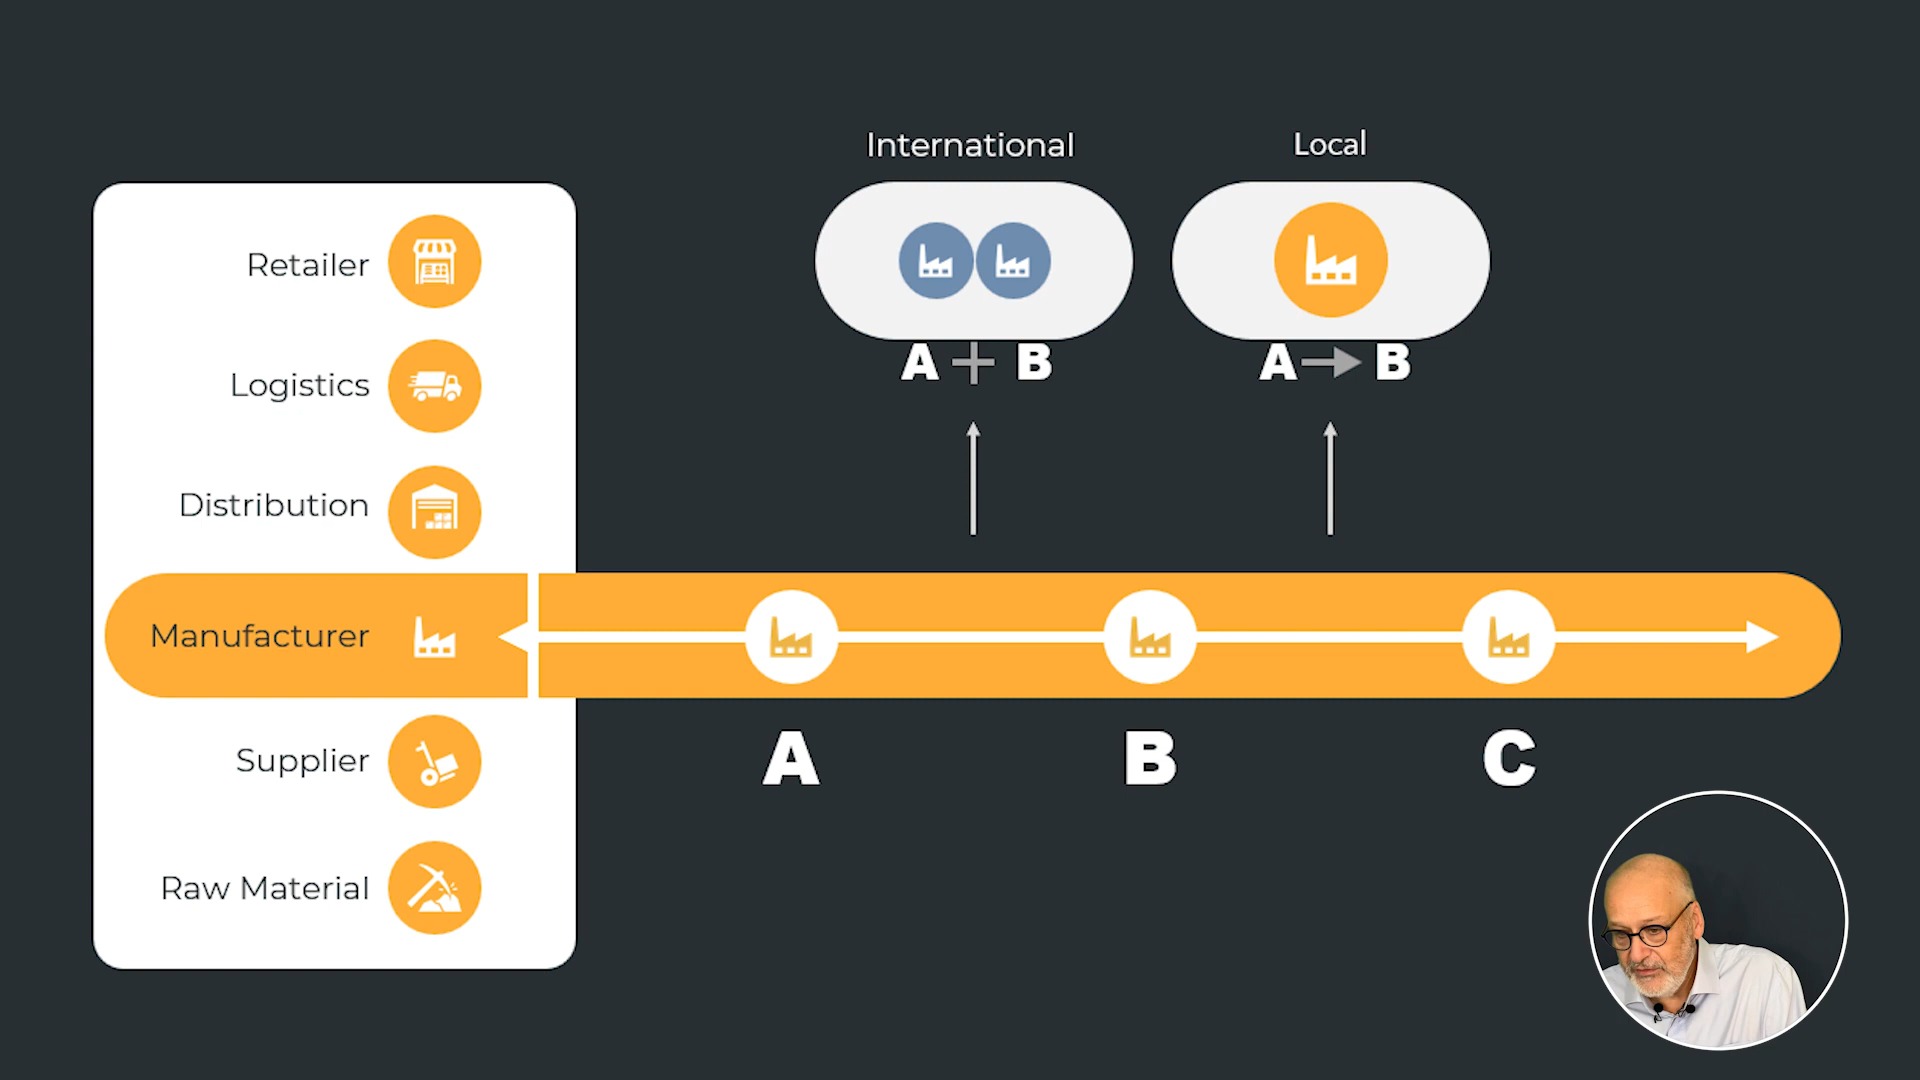 International
Local
A + B
A → B
Retailer
Logistics
Distribution
Manufacturer
Supplier
Raw Material
A
B
C